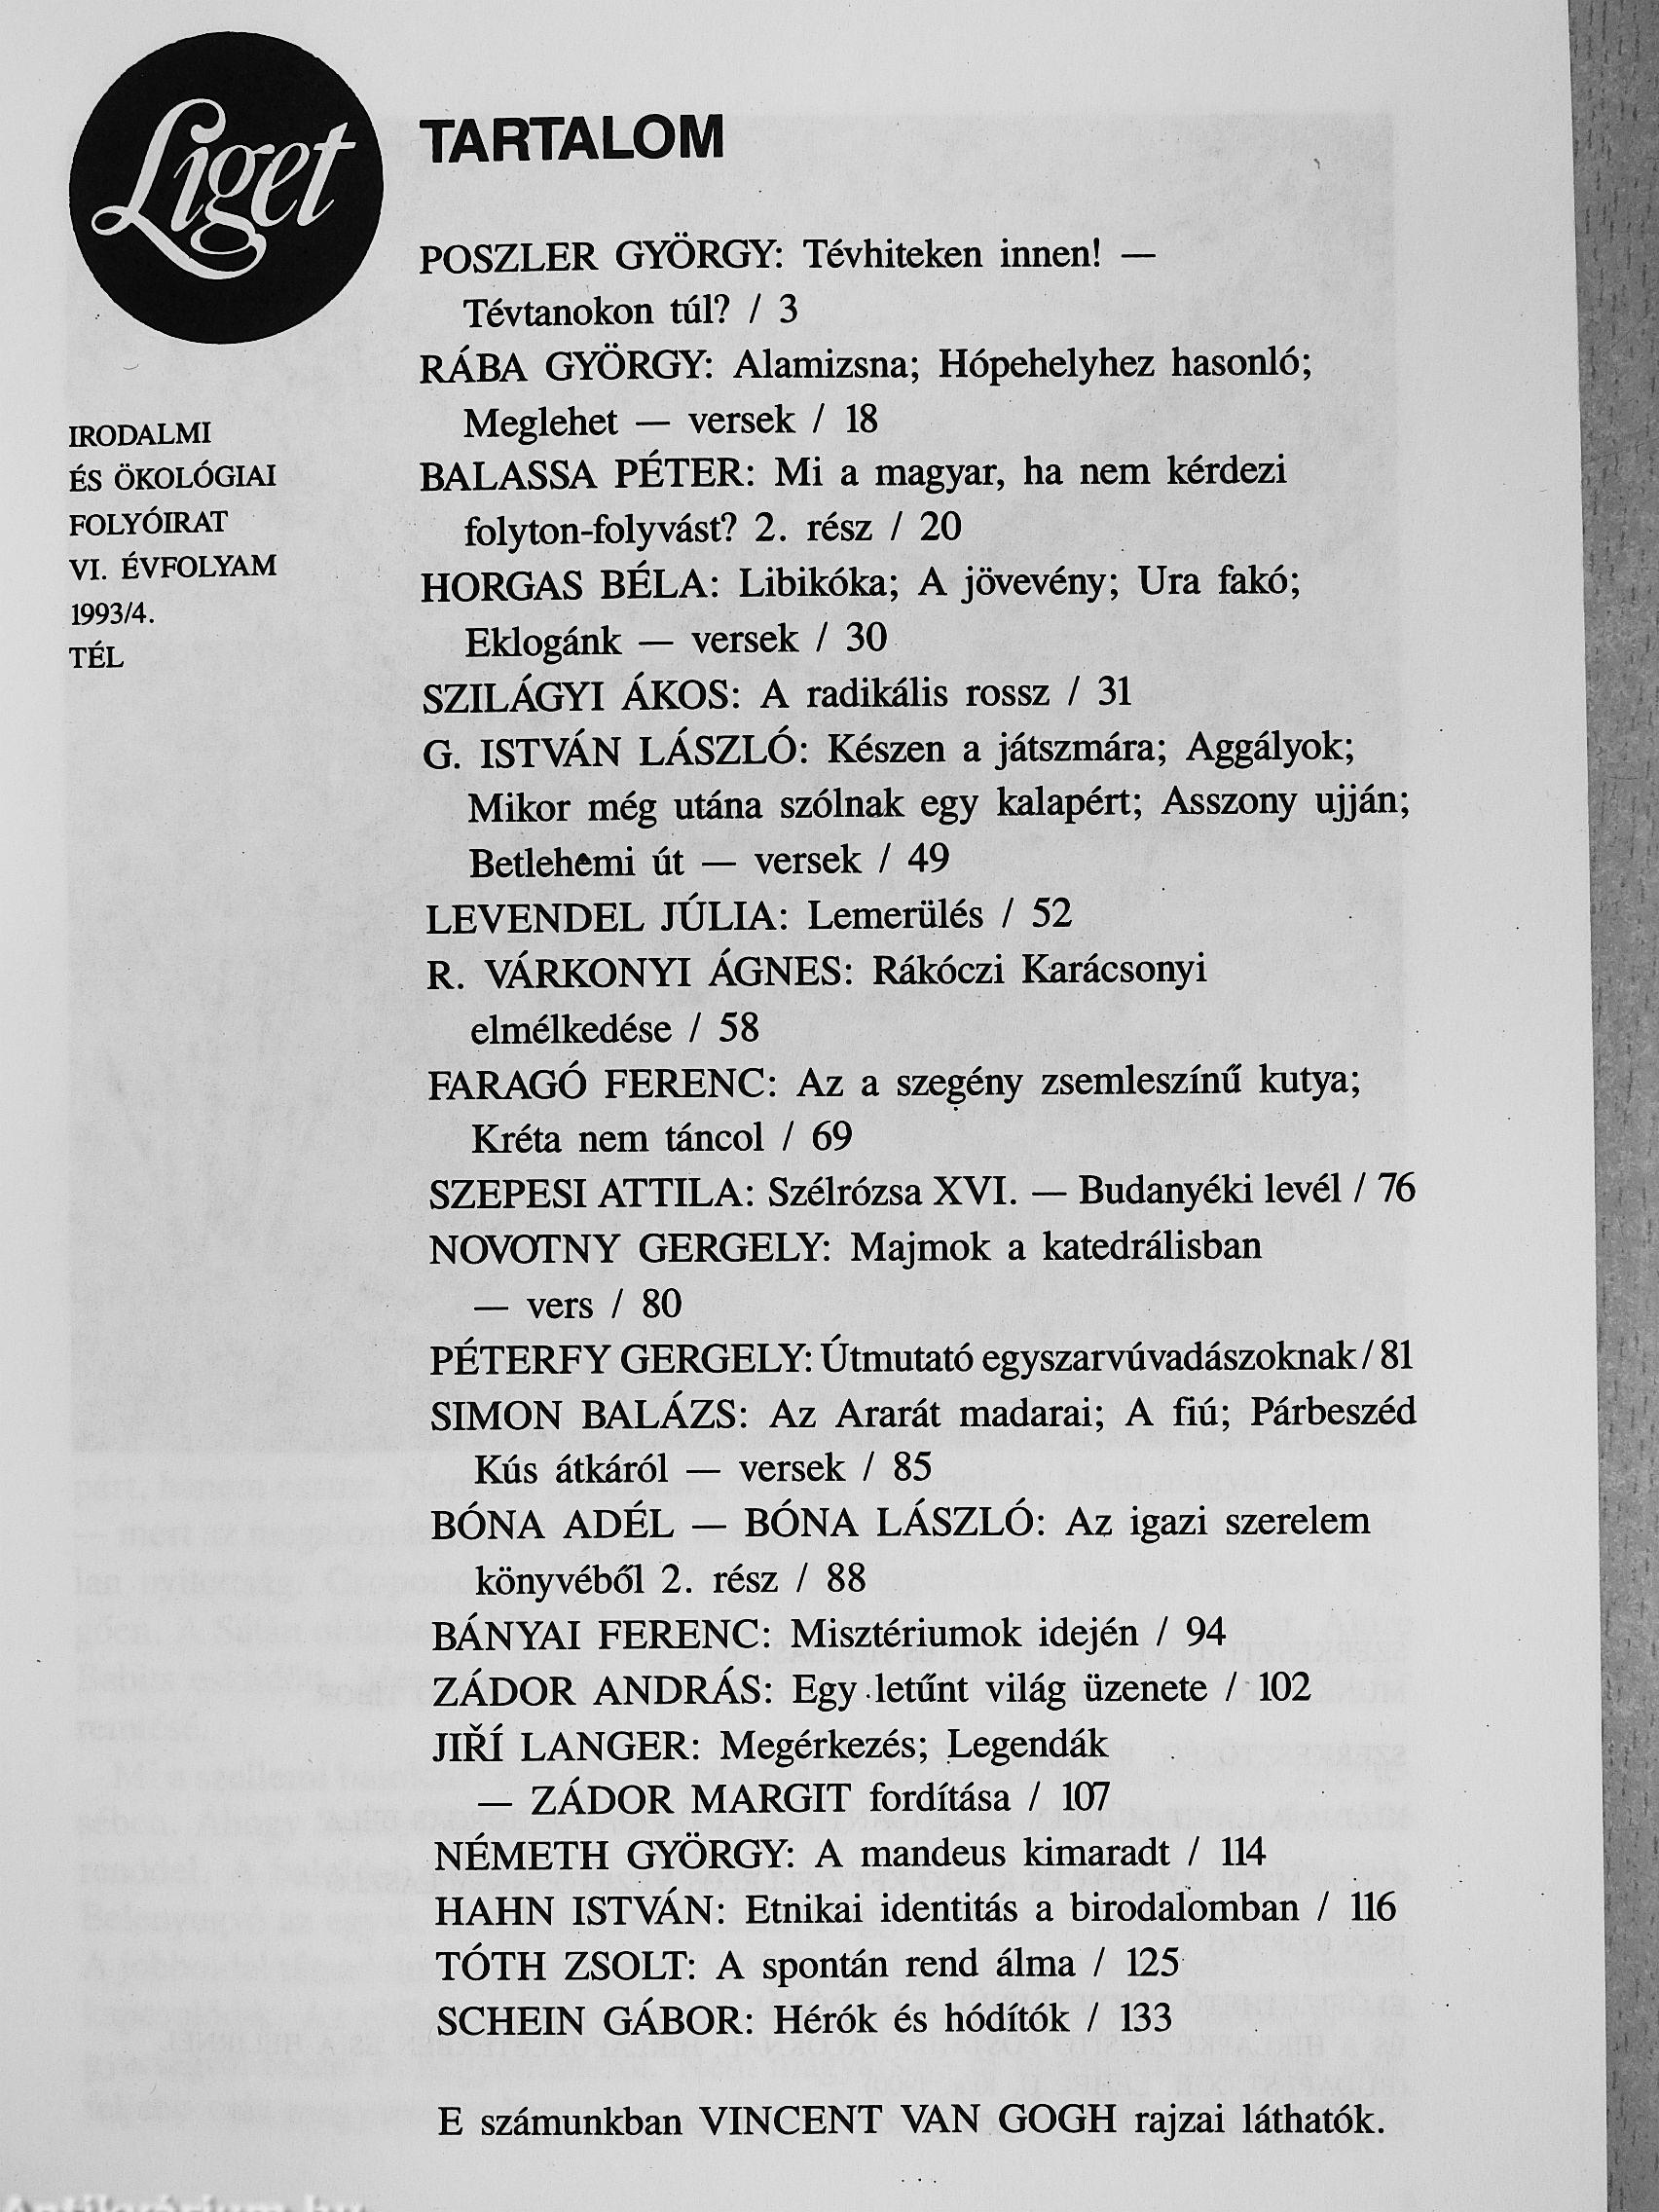 Liget
IRODALMI
ÉS ÖKOLÓGIAI
FOLYÓIRAT
VI. ÉVFOLYAM
1993/4.
TÉL
TARTALOM
POSZLER GYÖRGY: Tévhiteken innen! —
Tévtanokon túl? / 3
RÁBA GYÖRGY: Alamizsna; Hópehelyhez hasonló;
Meglehet — versek / 18
BALASSA PÉTER: Mi a magyar, ha nem kérdezi
folyton-folyvást? 2. rész / 20
HORGAS BÉLA: Libikóka; A jövevény; Ura fakó;
Eklogánk — versek / 30
SZILÁGYI ÁKOS: A radikális rossz / 31
G. ISTVÁN LÁSZLÓ: Készen a játszmára; Aggályok;
Mikor még utána szólnak egy kalapért; Asszony ujján;
Betlehemi út — versek / 49
LEVENDEL JÚLIA: Lemerülés / 52
R. VÁRKONYI ÁGNES: Rákóczi Karácsonyi
elmélkedése / 58
FARAGÓ FERENC: Az a szegény zsemleszínű kutya;
Kréta nem táncol / 69
SZEPESI ATTILA: Szélrózsa XVI. — Budanyéki levél / 76
NOVOTNY GERGELY: Majmok a katedrálisban
— vers / 80
PÉTERFY GERGELY: Útmutató egyszarvúvadászoknak / 81
SIMON BALÁZS: Az Ararát madarai; A fiú; Párbeszéd
Kús átkáról — versek / 85
BÓNA ADÉL — BÓNA LÁSZLÓ: Az igazi szerelem
könyvéből 2. rész / 88
BÁNYAI FERENC: Misztériumok idején / 94
ZÁDOR ANDRÁS: Egy letűnt világ üzenete / 102
JIŘÍ LANGER: Megérkezés; Legendák
— ZÁDOR MARGIT fordítása / 107
NÉMETH GYÖRGY: A mandeus kimaradt / 114
HAHN ISTVÁN: Etnikai identitás a birodalomban / 116
TÓTH ZSOLT: A spontán rend álma / 125
SCHEIN GÁBOR: Hérók és hódítók / 133
E számunkban VINCENT VAN GOGH rajzai láthatók.